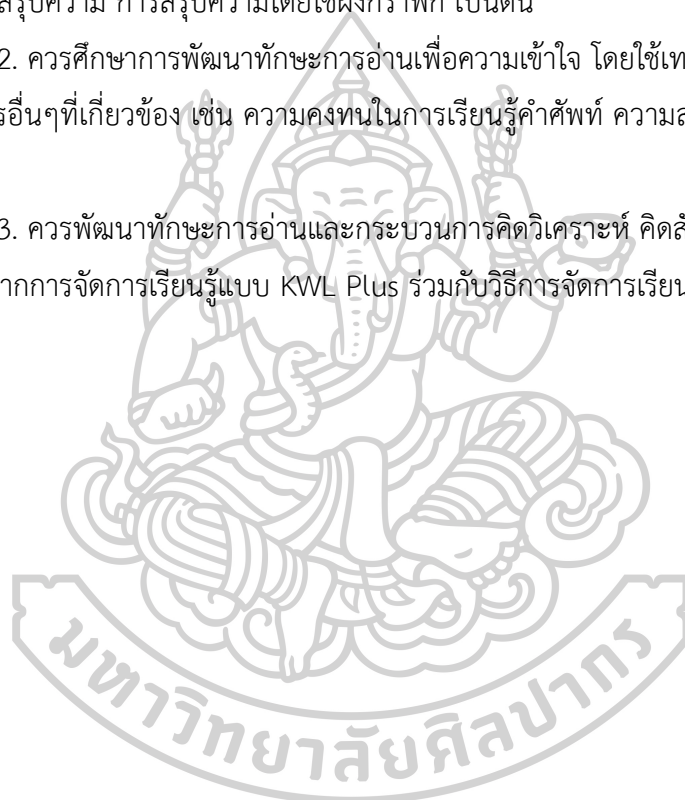 สรุปความ การสรุปความโดยใช้ผังกราฟิก เป็นต้น
2. ควรศึกษาการพัฒนาทักษะการอ่านเพื่อความเข้าใจ โดยใช้เท
รอื่นๆที่เกี่ยวข้อง เช่น ความคงทนในการเรียนรู้คำศัพท์ ความส
3. ควรพัฒนาทักษะการอ่านและกระบวนการคิดวิเคราะห์ คิดสั
ากการจัดการเรียนรู้แบบ KWL Plus ร่วมกับวิธีการจัดการเรียน
มหาวิทยาลัยศิลปากร